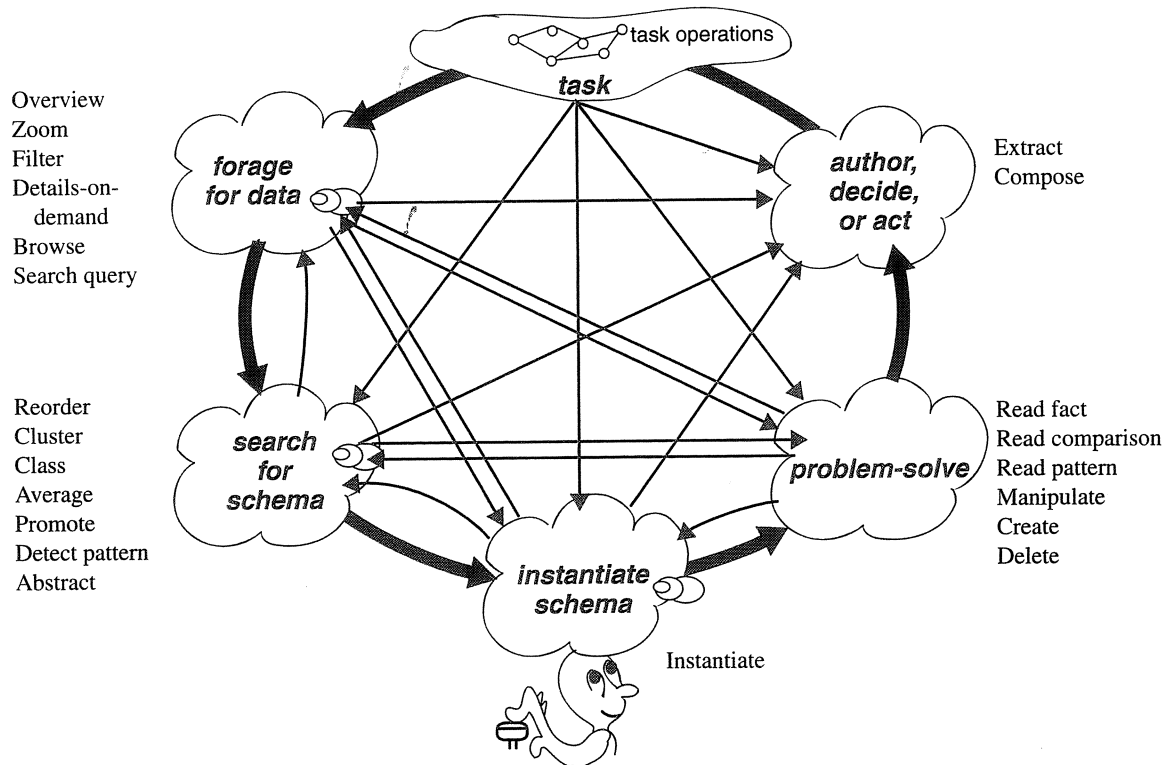 task operations
task
Overview
Zoom
Filter
Details-on-
demand
Browse
Search query
forage
for data
author,
decide,
or act
Extract
Compose
Reorder
Cluster
Class
Average
Promote
Detect pattern
Abstract
search
for
schema
problem-solve
Read fact
Read comparison
Read pattern
Manipulate
Create
Delete
instantiate
schema
Instantiate